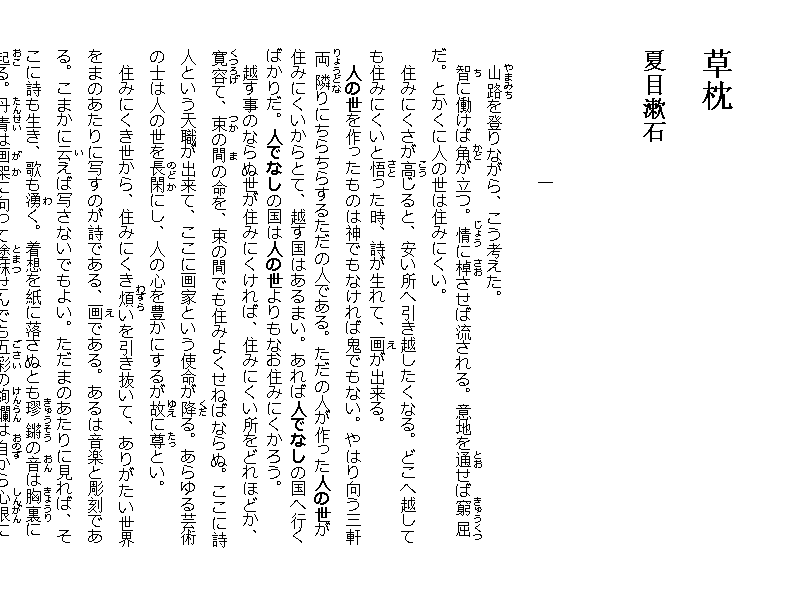 草枕
夏目漱石
一
山路を登りながら、こう考えた。
智に働けば角が立つ。情に棹させば流される。意地を通せば窮屈
だ。とかくに人の世は住みにくい。
住みにくさが高じると、安い所へ引き越したくなる。どこへ越して
も住みにくいと悟った時、詩が生れて、画が出来る。
人の世を作ったものは神でもなければ鬼でもない。やはり向う三軒
両隣りにちらちらするただの人である。ただの人が作った人の世が
住みにくいからとて、越す国はあるまい。あれば人でなしの国へ行く
ばかりだ。人でなしの国は人の世よりもなお住みにくかろう。
越す事のならぬ世が住みにくければ、住みにくい所をどれほどか、
寛容て、束の間の命を、束の間でも住みよくせねばならぬ。ここに詩
人という天職が出来て、ここに画家という使命が降る。あらゆる芸術
の士は人の世を長閑にし、人の心を豊かにするが故に尊とい。
住みにくき世から、住みにくき煩いを引き抜いて、ありがたい世界
をまのあたりに写すのが詩である、画である。あるは音楽と彫刻であ
る。こまかに云えば写さないでもよい。ただまのあたりに見れば、そ
こに詩も生き、歌も湧く。着想を紙に落さぬとも璆鏘の音は胸裏に
起る。丹青は画架に向って塗抹せんでも五彩の絢爛は自から心眼に